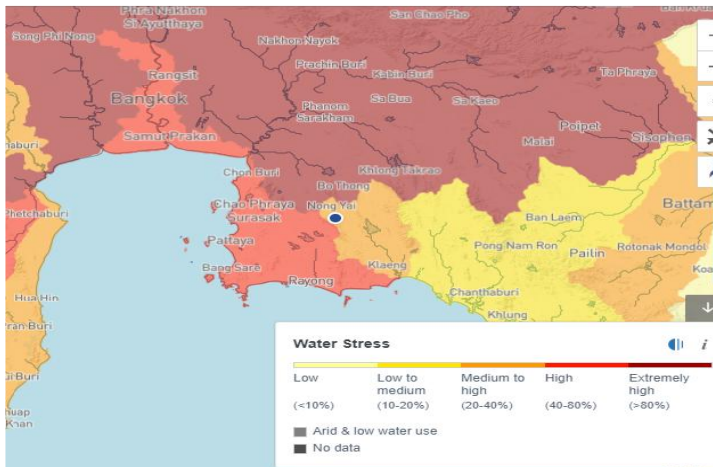 San Chao Pho
Phra Nakhon
Si Ayutthaya
Song Phi Nong
Nakhon Nayok
Prachin Buri
Kabin Buri
Ta Phraya
Rangsit
Bangkok
Sa Bua
Sa Kaeo
Phanom
Sarakham
Poipet
Sisophon
Samut Prakan
Molai
Chon Buri
Khlong Takrao
Bo Thong
Nong Yai
Chao Phraya
Surasak
Phetchaburi
Ban Laem
Battam
Pattaya
Pong Nam Ron
Pailin
Rotonak Mondol
Bang Sare
Klaeng
Rayong
Koa
Chanthaburi
Hua Hin
Khlung
ran Buri
Water Stress
i
Low
Low to
medium
Medium to
high
High
Extremely
high
(<10%)
(10-20%)
(20-40%)
(40-80%)
(>80%)
Arid & low water use
No data
Khan